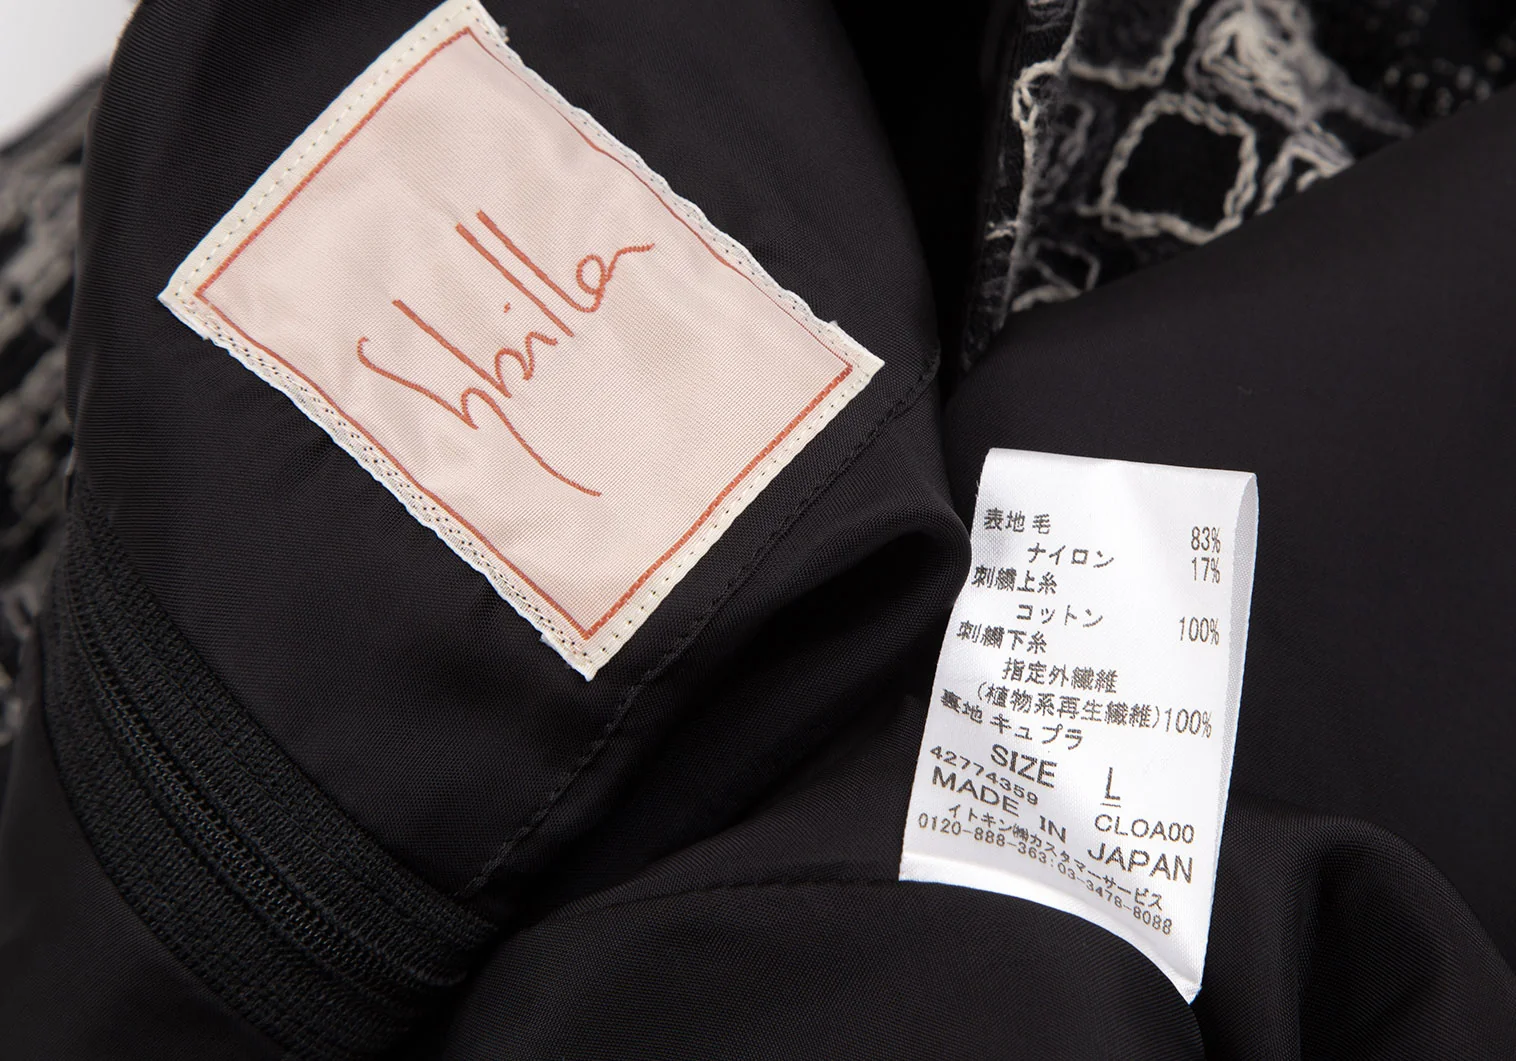 Sybilla
表地 毛 83%
ナイロン 17%
刺繍上糸
コットン 100%
刺繍下糸
指定外繊維
(植物系再生繊維)100%
裏地 キュプラ
SIZE L
42774359 CLOA00
MADE IN JAPAN
イトキン㈱カスタマーサービス
0120-888-363:03-3478-8088